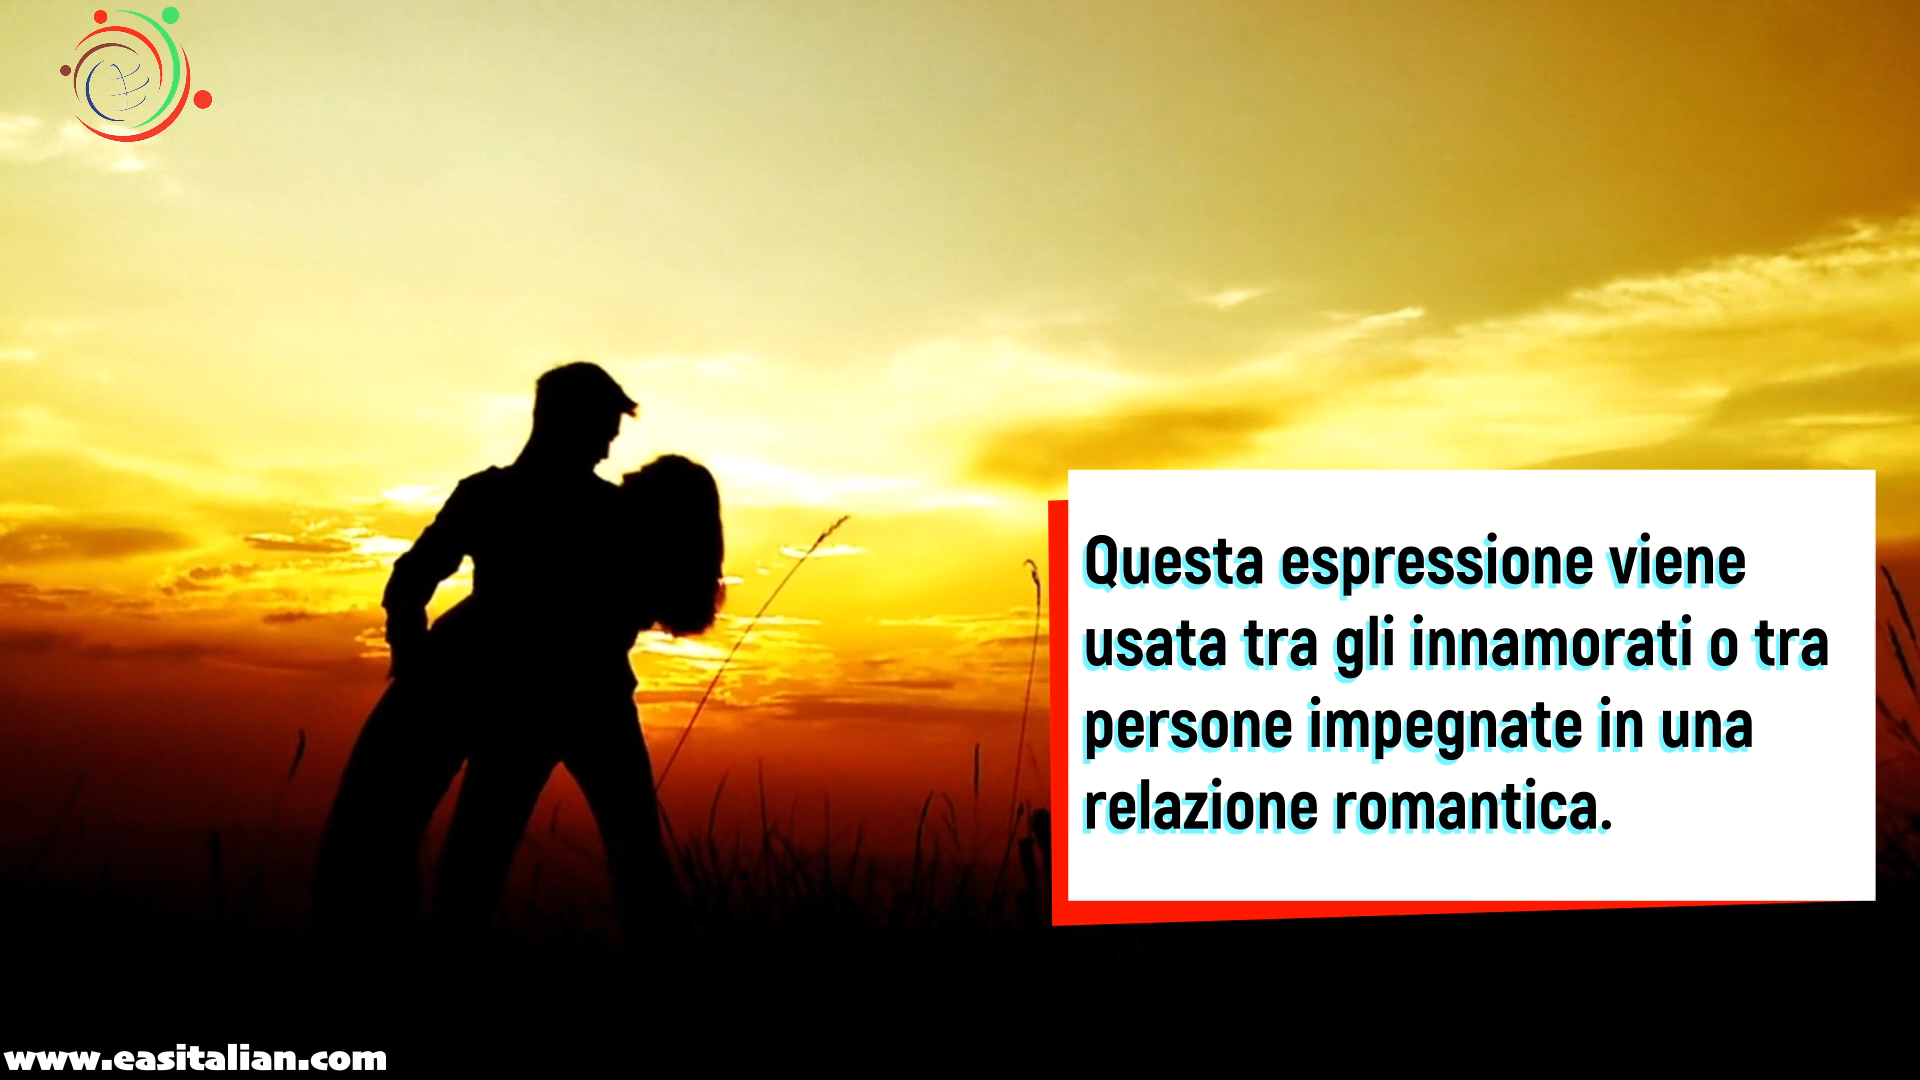 Questa espressione viene
usata tra gli innamorati o tra
persone impegnate in una
relazione romantica.
www.easitalian.com